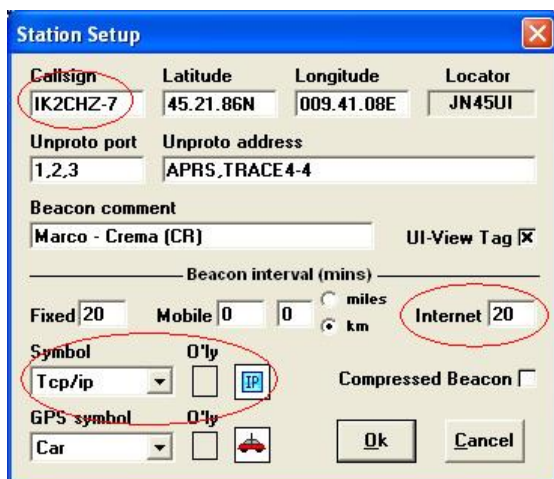 Station Setup
Callsign Latitude Longitude Locator
IK2CHZ-7 45.21.86N 009.41.08E JN45UI
Unproto port Unproto address
1,2,3 APRS,TRACE4-4
Beacon comment
Marco - Crema (CR) UI-View Tag
Beacon interval (mins)
miles
Fixed 20 Mobile 0 0 km Internet 20
Symbol O'ly
Tcp/ip IP Compressed Beacon
GPS symbol O'ly
Car Ok Cancel